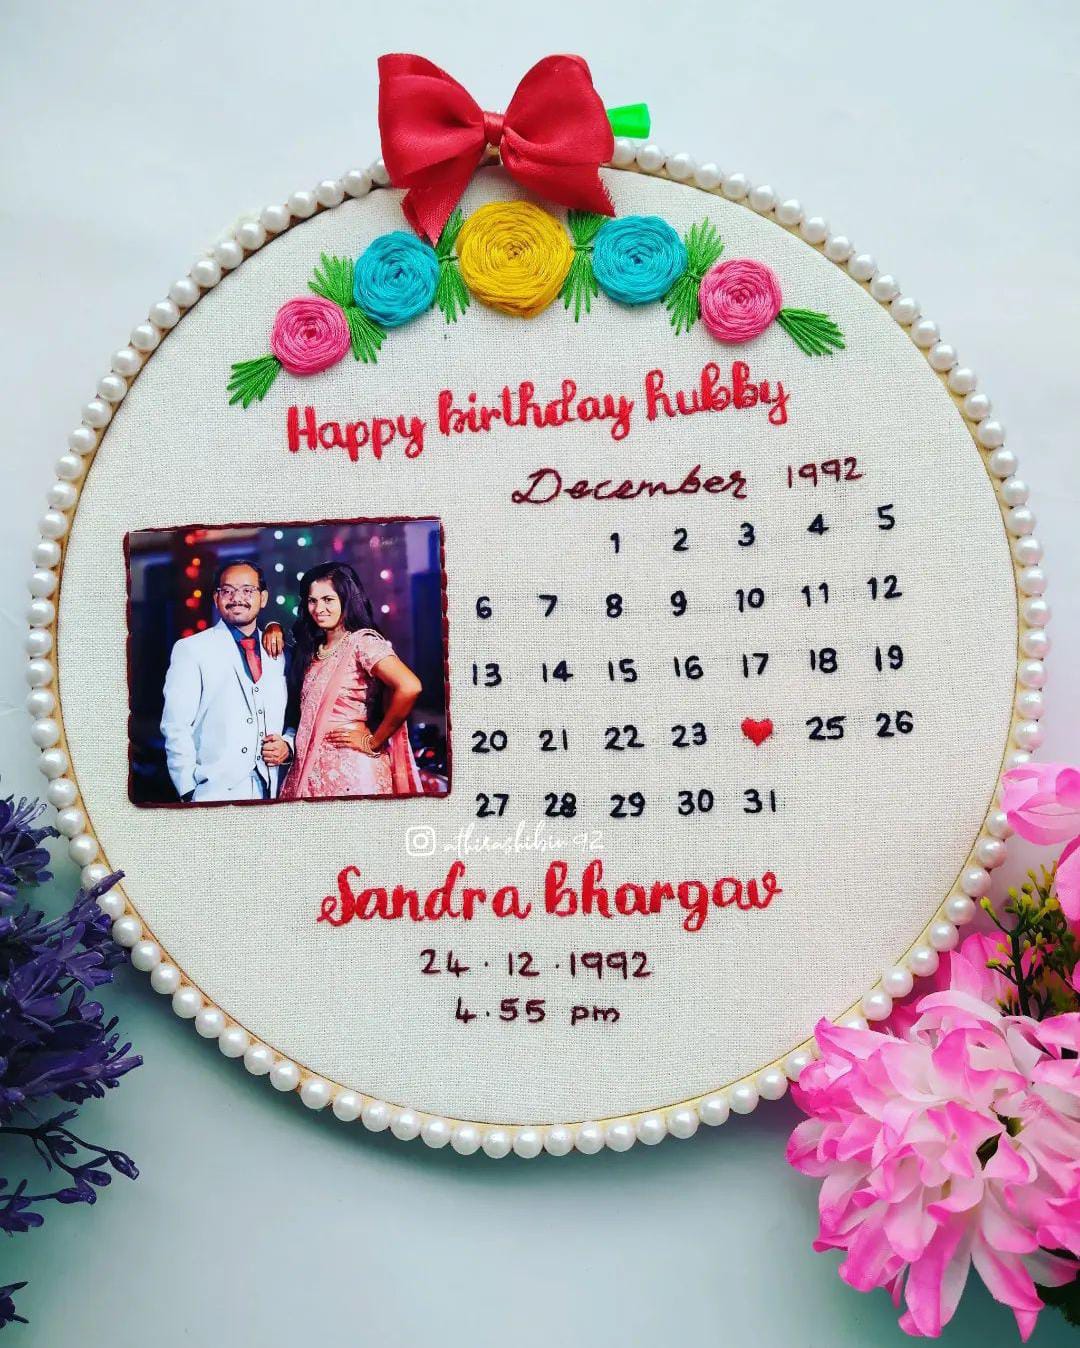 Happy birthday hubby
December 1992
1 2 3 4 5
6 7 8 9 10 11 12
13 14 15 16 17 18 19
20 21 22 23 25 26
27 28 29 30 31
athirashibin92
Sandra bhargav
24.12.1992
4.55 pm